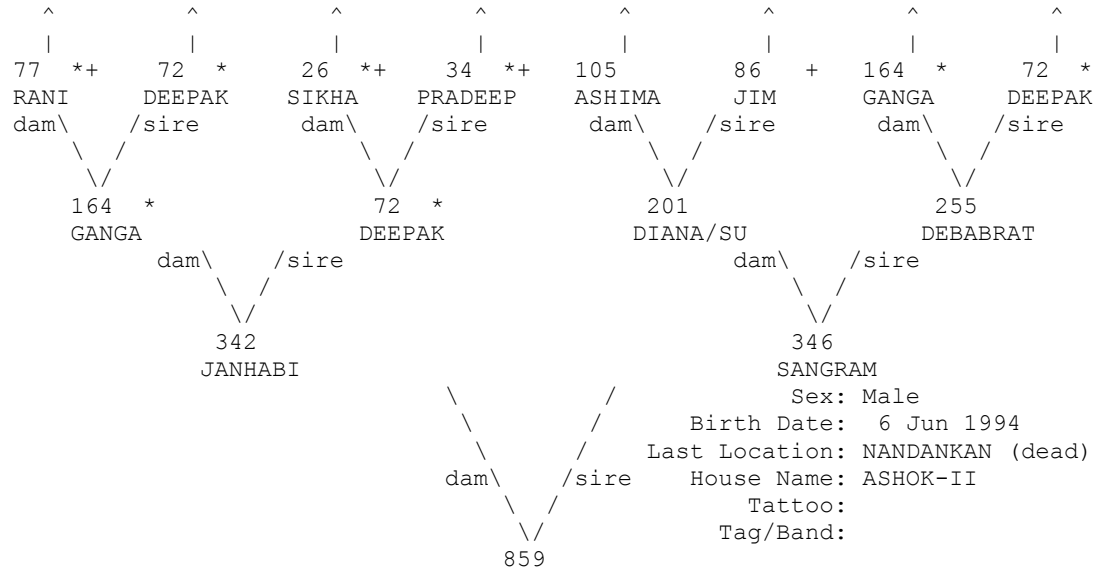 ^ ^ ^ ^ ^ ^ ^ ^
| | | | | | | |
77 *+ 72 * 26 *+ 34 *+ 105 86 + 164 * 72 *
RANI DEEPAK SIKHA PRADEEP ASHIMA JIM GANGA DEEPAK
dam\ /sire dam\ /sire dam\ /sire dam\ /sire
\ / \ / \ / \ /
\/ \/ \/ \/
164 * 72 * 201 255
GANGA DEEPAK DIANA/SU DEBABRAT
dam\ /sire dam\ /sire
\ / \ /
\/ \/
342 346
JANHABI SANGRAM
\ / Sex: Male
\ / Birth Date: 6 Jun 1994
\ / Last Location: NANDANKAN (dead)
dam\ /sire House Name: ASHOK-II
\ / Tattoo:
\/ Tag/Band:
859